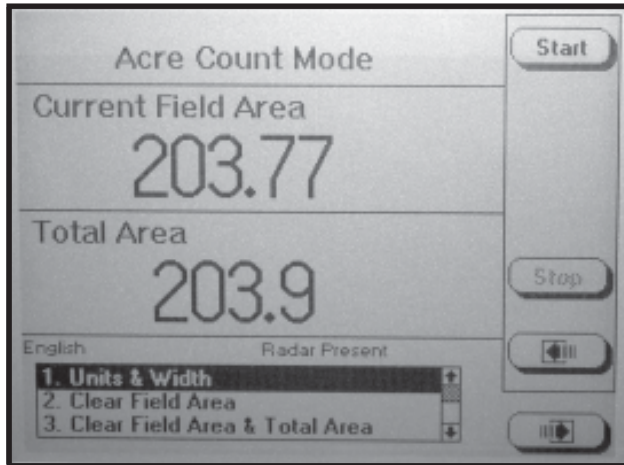 Acre Count Mode
Start
Current Field Area
203.77
Total Area
203.9
Stop
English Radar Present
1. Units & Width
2. Clear Field Area
3. Clear Field Area & Total Area